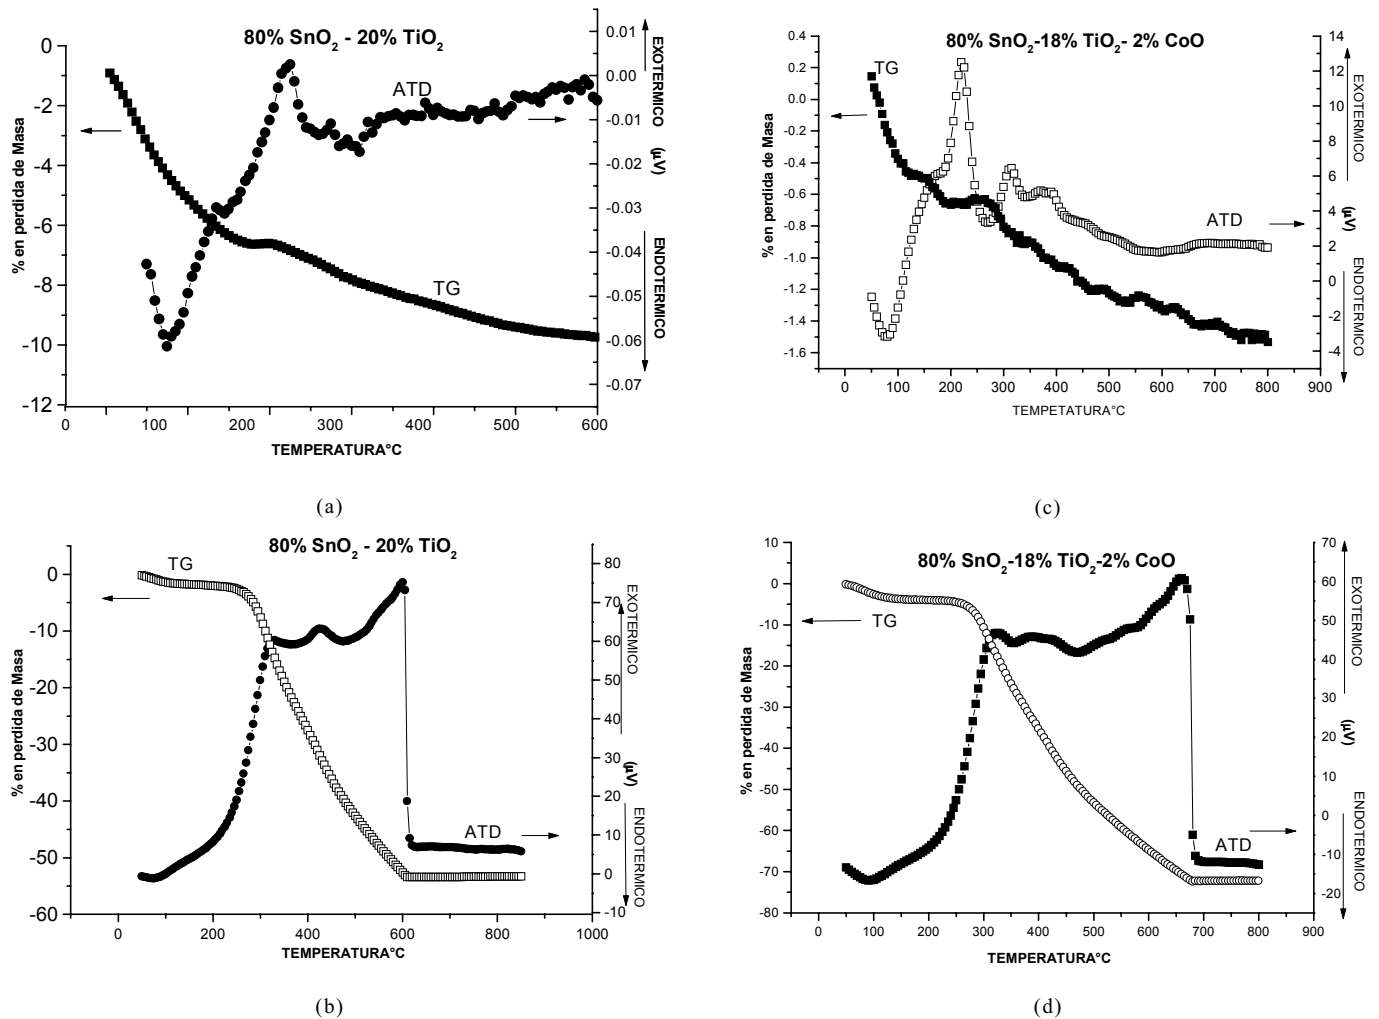 80% SnO2 - 20% TiO2
0
-2
-4
-6
-8
-10
-12
% en perdida de Masa
0
100
200
300
400
500
600
TEMPERATURA°C
0.01
0.00
-0.01
-0.02
-0.03
-0.04
-0.05
-0.06
-0.07
EXOTERMICO
(µV)
ENDOTERMICO
ATD
TG
(a)
80% SnO2-18% TiO2- 2% CoO
0.4
0.2
0.0
-0.2
-0.4
-0.6
-0.8
-1.0
-1.2
-1.4
-1.6
% en perdida de Masa
0
100
200
300
400
500
600
700
800
900
TEMPETATURA°C
14
12
10
8
6
4
2
0
-2
-4
EXOTERMICO
(µV)
ENDOTERMICO
TG
ATD
(c)
80% SnO2 - 20% TiO2
0
-10
-20
-30
-40
-50
-60
% en perdida de Masa
0
200
400
600
800
1000
TEMPERATURA°C
80
70
60
50
40
30
20
10
0
-10
EXOTERMICO
(µV)
ENDOTERMICO
TG
ATD
(b)
80% SnO2-18% TiO2-2% CoO
10
0
-10
-20
-30
-40
-50
-60
-70
-80
% en perdida de Masa
0
100
200
300
400
500
600
700
800
900
TEMPERATURA°C
70
60
50
40
30
20
10
0
-10
-20
EXOTERMICO
(µV)
ENDOTERMICO
TG
ATD
(d)